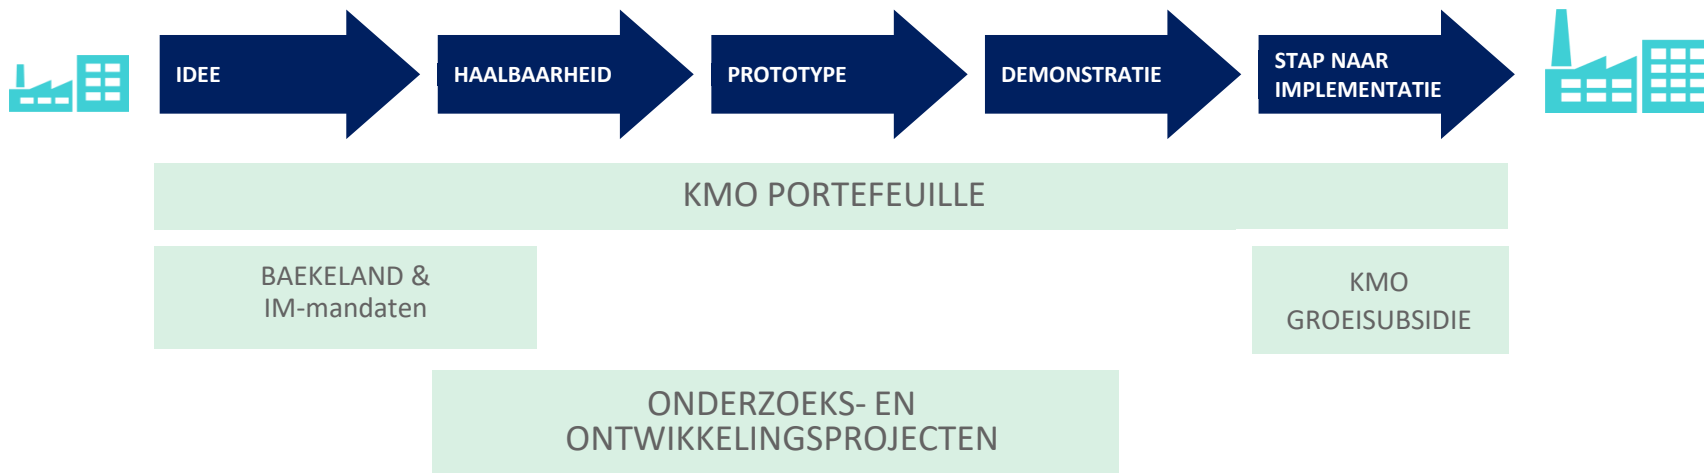 IDEE
HAALBAARHEID
PROTOTYPE
DEMONSTRATIE
STAP NAAR
IMPLEMENTATIE
KMO PORTEFEUILLE
BAEKELAND &
IM-mandaten
KMO
GROEISUBSIDIE
ONDERZOEKS- EN
ONTWIKKELINGSPROJECTEN